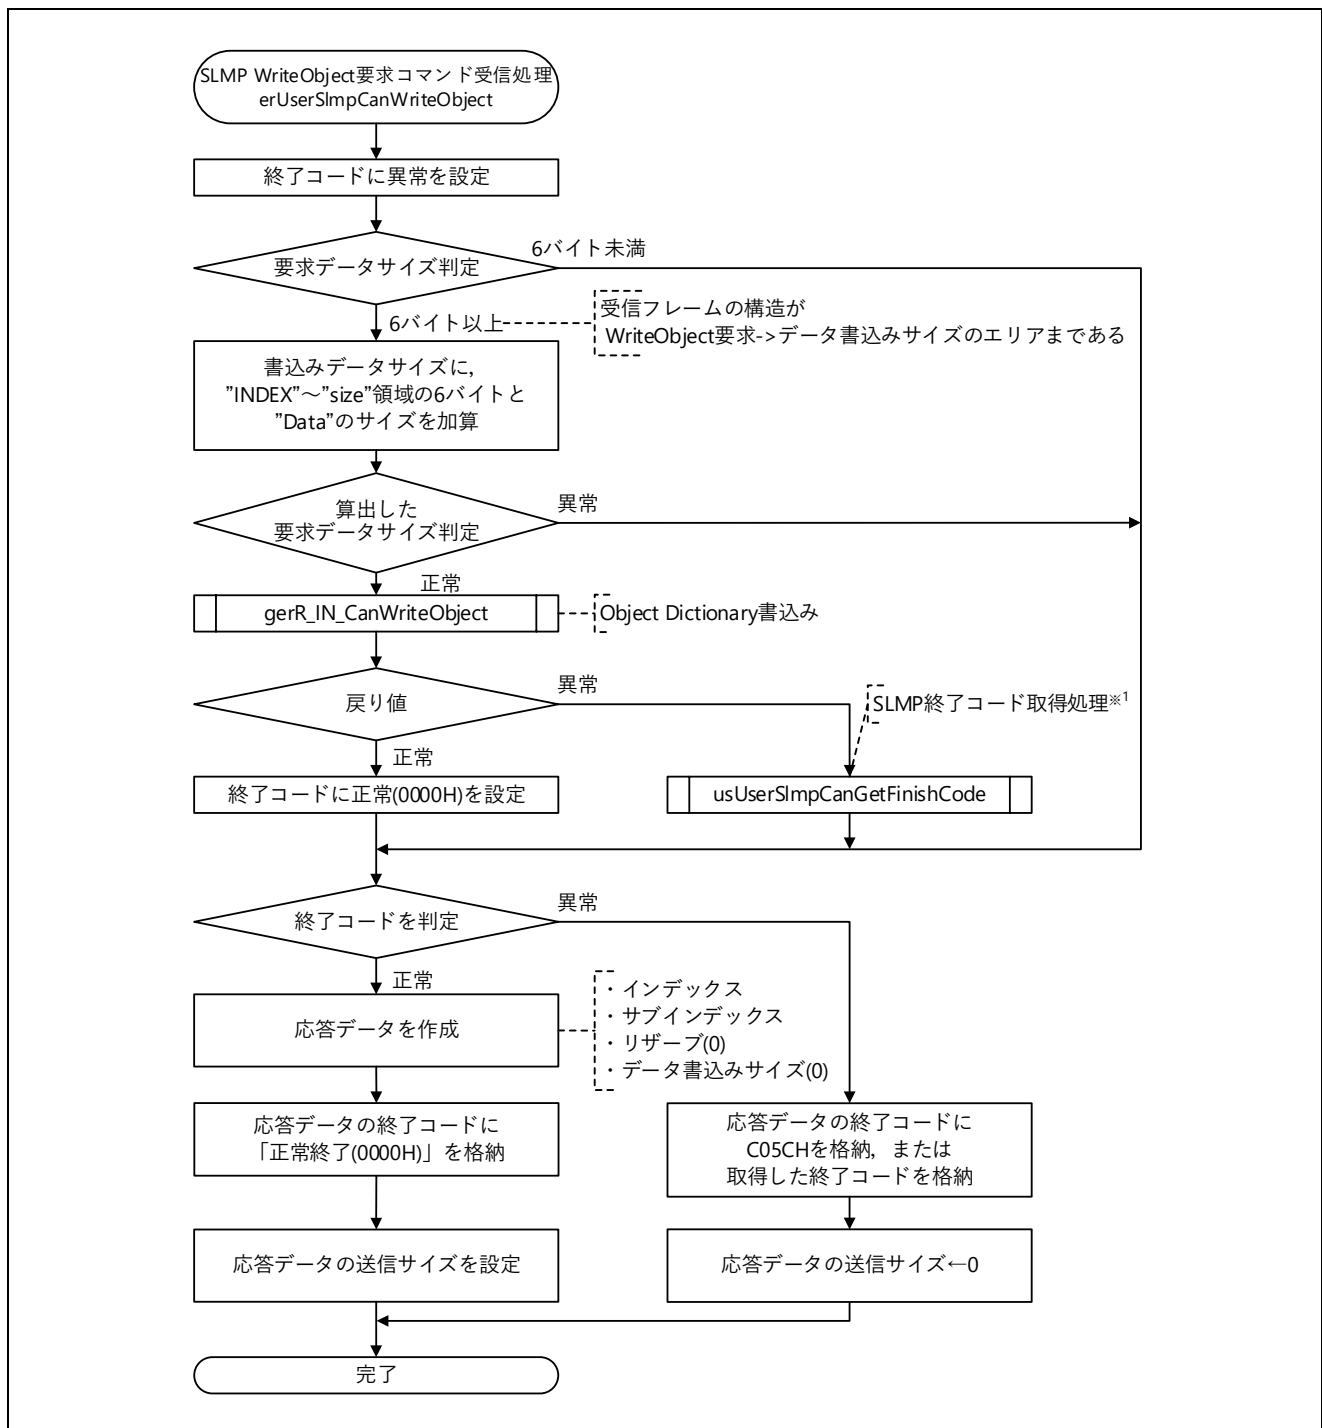 SLMP WriteObject要求コマンド受信処理
erUserSlmpCanWriteObject
終了コードに異常を設定
6バイト未満
要求データサイズ判定
6バイト以上
受信フレームの構造が
WriteObject要求->データ書込みサイズのエリアまである
書込みデータサイズに，
”INDEX”～”size”領域の6バイトと
”Data”のサイズを加算
異常
算出した
要求データサイズ判定
正常
gerR_IN_CanWriteObject
Object Dictionary書込み
異常
戻り値
SLMP終了コード取得処理※1
正常
終了コードに正常(0000H)を設定
usUserSlmpCanGetFinishCode
異常
終了コードを判定
正常
応答データを作成
・インデックス
・サブインデックス
・リザーブ(0)
・データ書込みサイズ(0)
応答データの終了コードに
「正常終了(0000H)」を格納
応答データの終了コードに
C05CHを格納，または
取得した終了コードを格納
応答データの送信サイズを設定
応答データの送信サイズ←0
完了